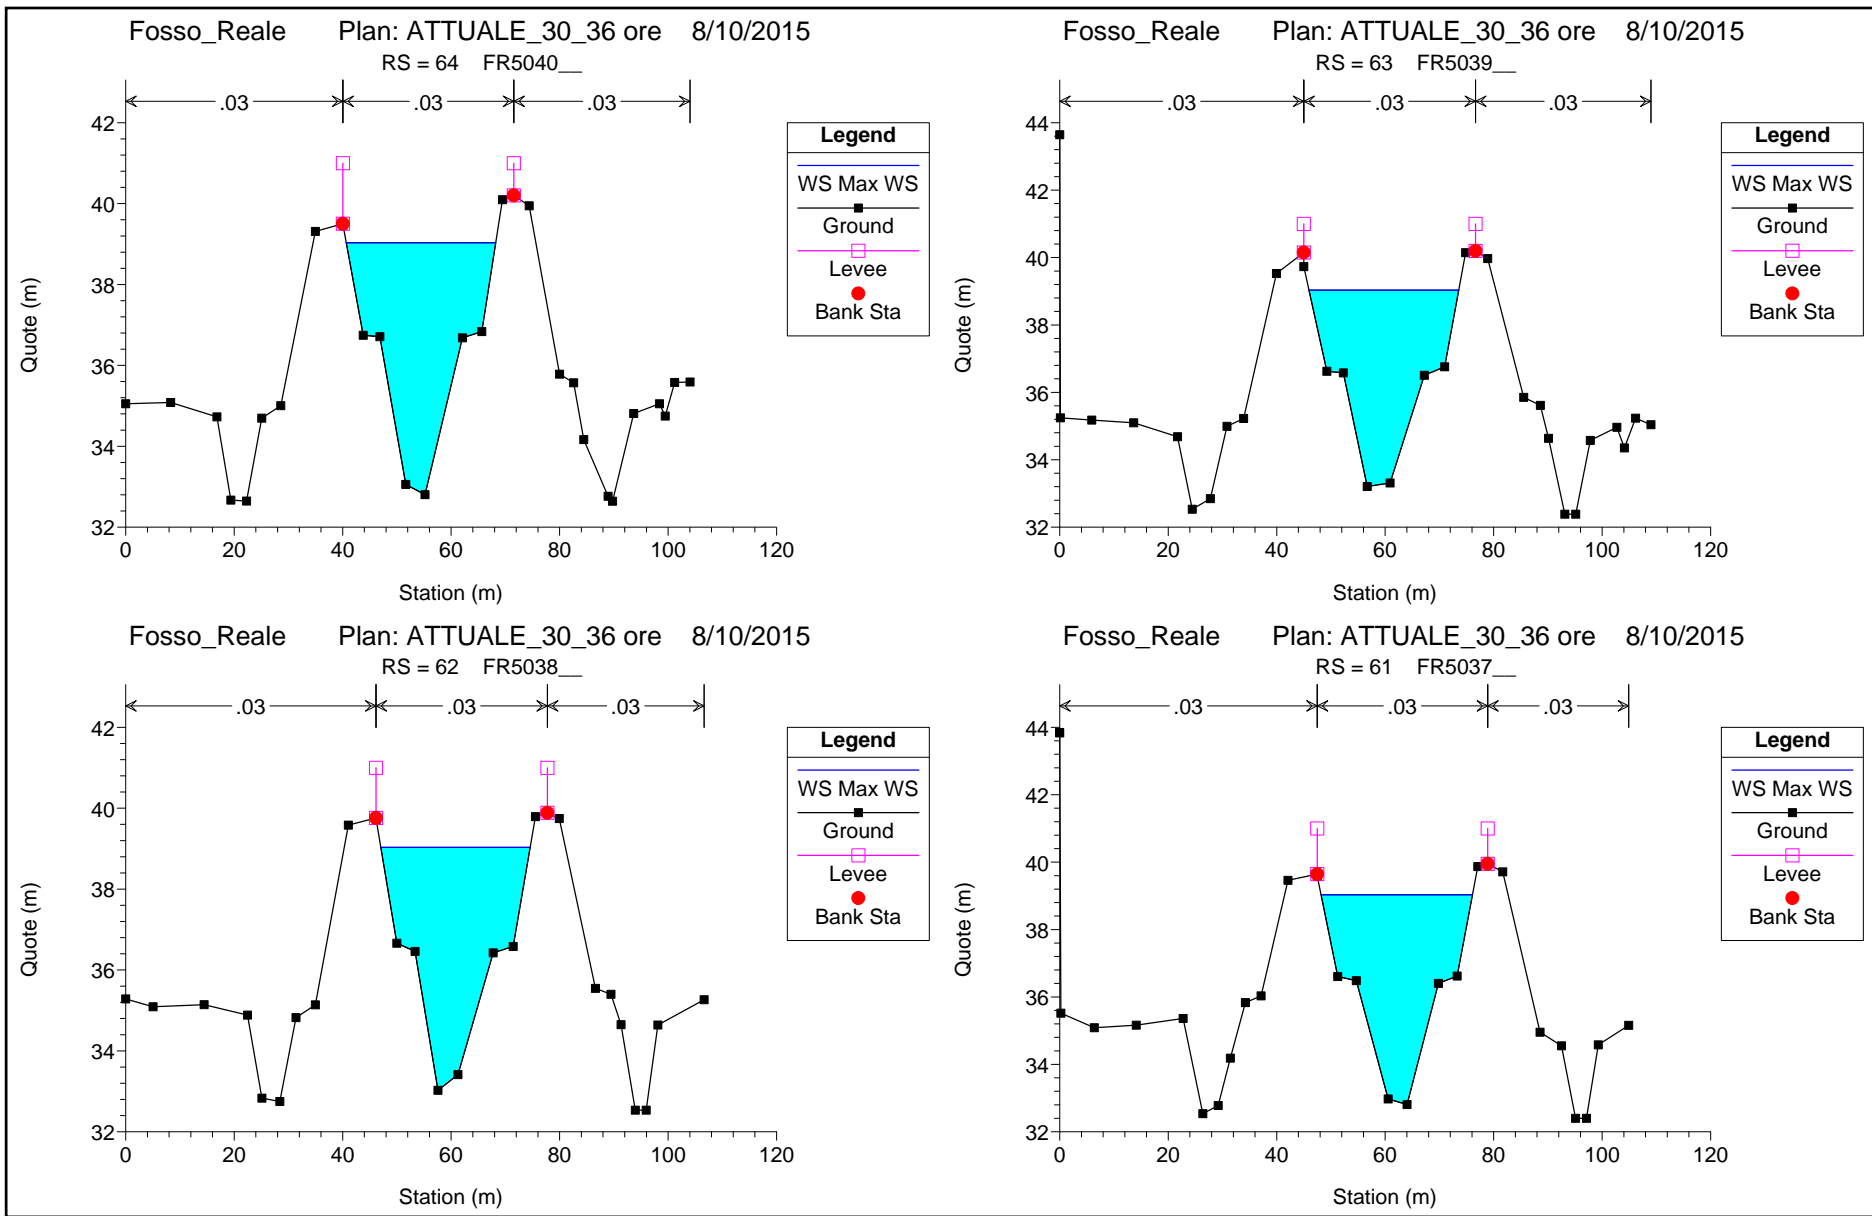 Fosso_Reale Plan: ATTUALE_30_36 ore 8/10/2015
RS = 64 FR5040__
.03 .03 .03
42
40
38
36
34
32
0 20 40 60 80 100 120
Quote (m)
Station (m)
Legend
WS Max WS
Ground
Levee
Bank Sta
Fosso_Reale Plan: ATTUALE_30_36 ore 8/10/2015
RS = 63 FR5039__
.03 .03 .03
44
42
40
38
36
34
32
0 20 40 60 80 100 120
Quote (m)
Station (m)
Legend
WS Max WS
Ground
Levee
Bank Sta
Fosso_Reale Plan: ATTUALE_30_36 ore 8/10/2015
RS = 62 FR5038__
.03 .03 .03
42
40
38
36
34
32
0 20 40 60 80 100 120
Quote (m)
Station (m)
Legend
WS Max WS
Ground
Levee
Bank Sta
Fosso_Reale Plan: ATTUALE_30_36 ore 8/10/2015
RS = 61 FR5037__
.03 .03 .03
44
42
40
38
36
34
32
0 20 40 60 80 100 120
Quote (m)
Station (m)
Legend
WS Max WS
Ground
Levee
Bank Sta